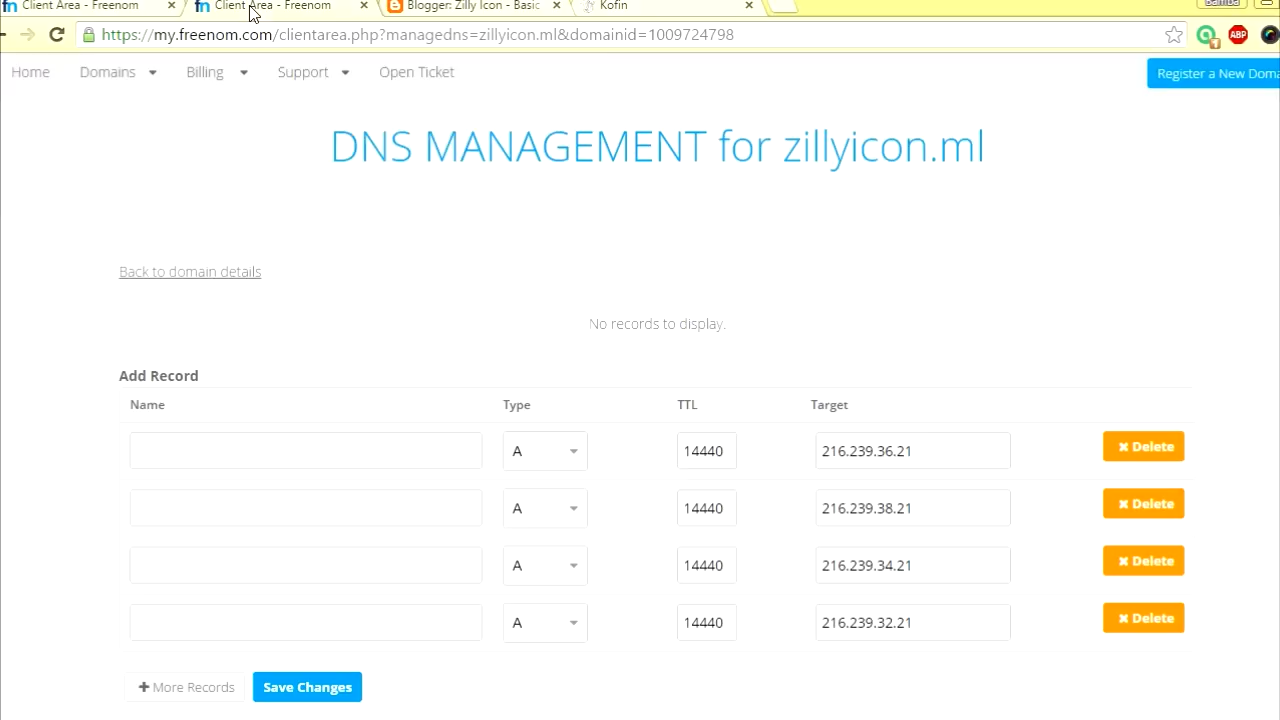 Client Area - Freenom
Client Area - Freenom
Blogger: Zilly Icon - Basic
Kofin
https://my.freenom.com/clientarea.php?managedns=zillyicon.ml&domainid=1009724798
ABP
Home Domains Billing Support Open Ticket
Register a New Doma
DNS MANAGEMENT for zillyicon.ml
Back to domain details
No records to display.
Add Record
Name Type TTL Target
A 14440 216.239.36.21 Delete
A 14440 216.239.38.21 Delete
A 14440 216.239.34.21 Delete
A 14440 216.239.32.21 Delete
More Records Save Changes